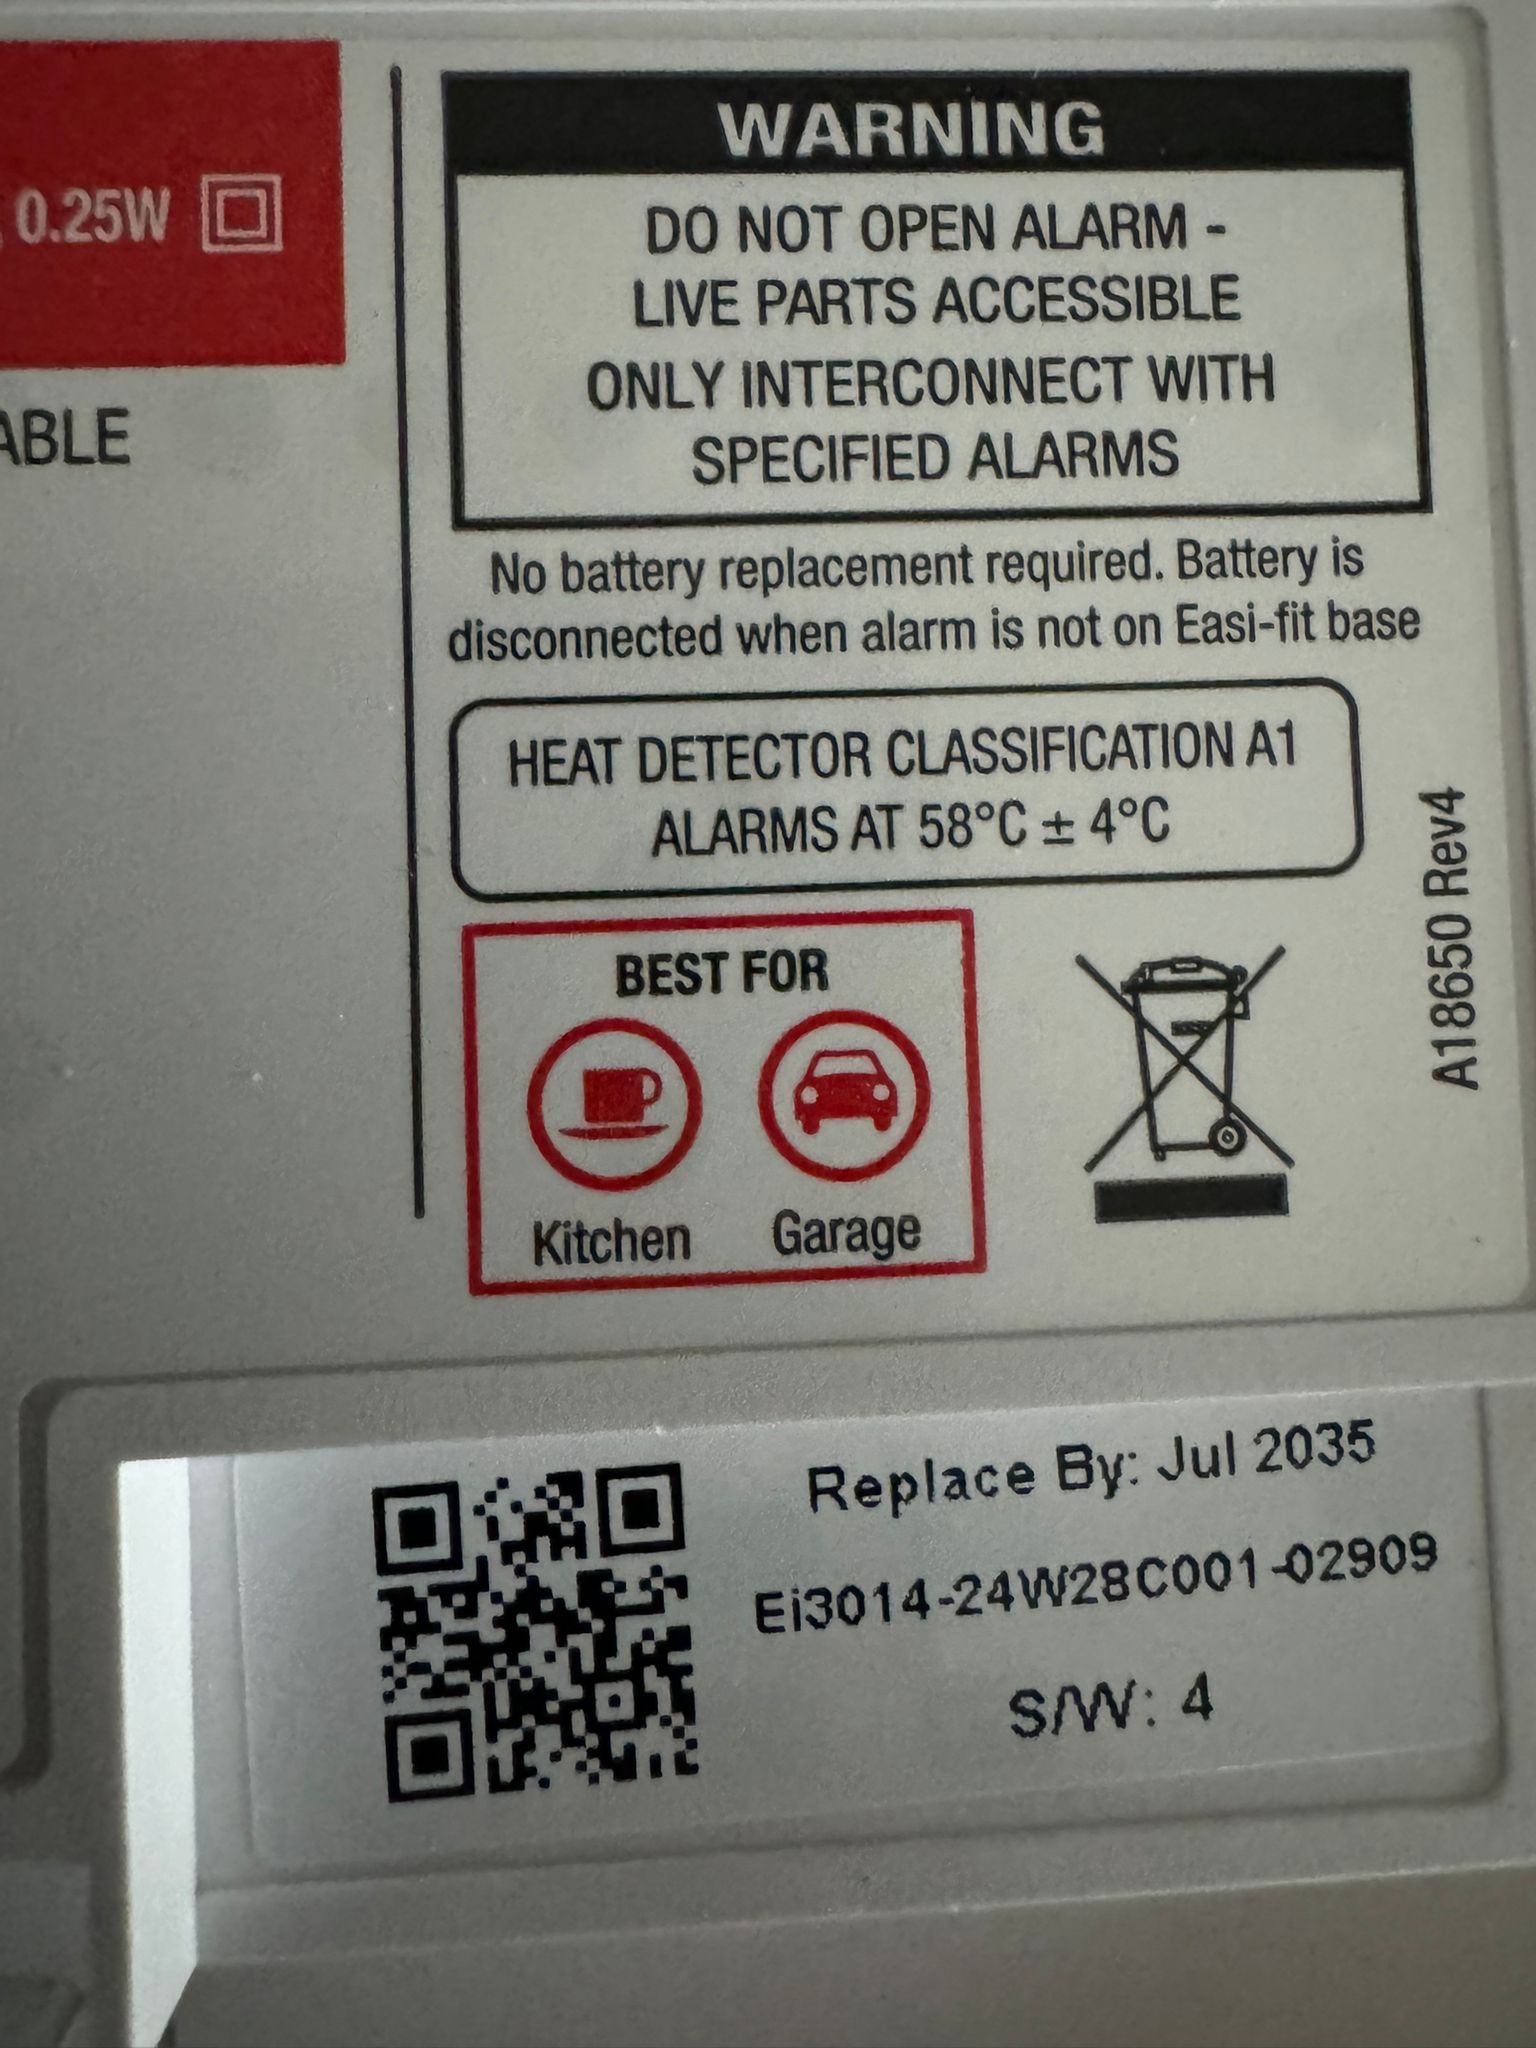 0.25W
ABLE
WARNING
DO NOT OPEN ALARM -
LIVE PARTS ACCESSIBLE
ONLY INTERCONNECT WITH
SPECIFIED ALARMS
No battery replacement required. Battery is
disconnected when alarm is not on Easi-fit base
HEAT DETECTOR CLASSIFICATION A1
ALARMS AT 58°C ± 4°C
A18650 Rev4
BEST FOR
Kitchen
Garage
Replace By: Jul 2035
Ei3014-24W28C001-02909
S/W: 4